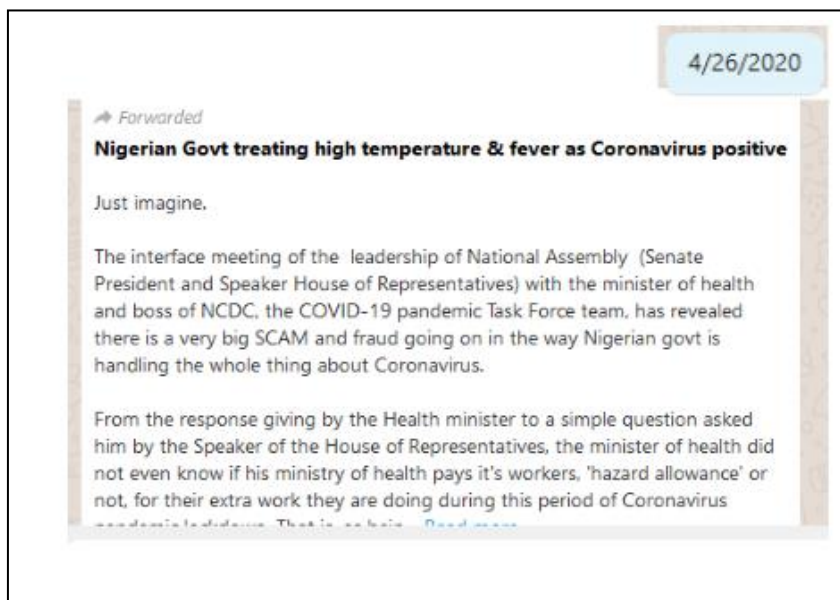 4/26/2020
Forwarded
Nigerian Govt treating high temperature & fever as Coronavirus positive
Just imagine.
The interface meeting of the leadership of National Assembly (Senate
President and Speaker House of Representatives) with the minister of health
and boss of NCDC, the COVID-19 pandemic Task Force team, has revealed
there is a very big SCAM and fraud going on in the way Nigerian govt is
handling the whole thing about Coronavirus.
From the response giving by the Health minister to a simple question asked
him by the Speaker of the House of Representatives, the minister of health did
not even know if his ministry of health pays it's workers, 'hazard allowance' or
not, for their extra work they are doing during this period of Coronavirus
pandemic lockdown. That is
Read more